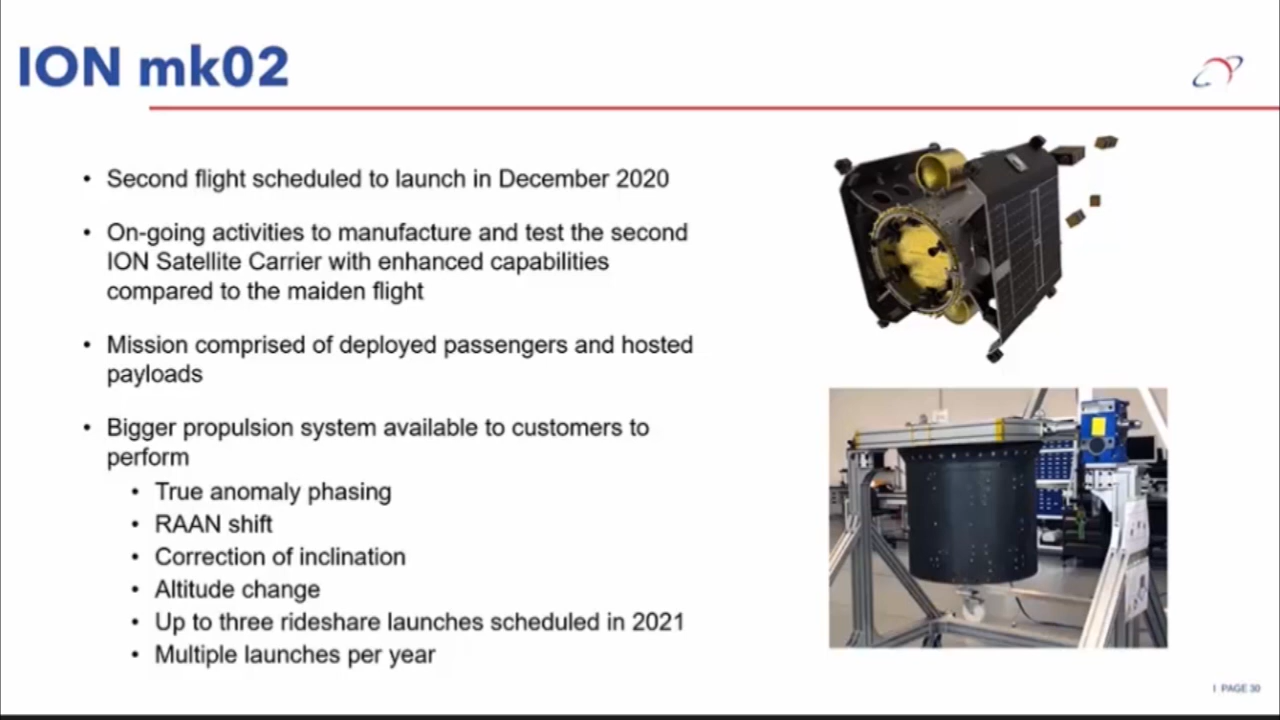 ION mk02
• Second flight scheduled to launch in December 2020
• On-going activities to manufacture and test the second
ION Satellite Carrier with enhanced capabilities
compared to the maiden flight
• Mission comprised of deployed passengers and hosted
payloads
• Bigger propulsion system available to customers to
perform
• True anomaly phasing
• RAAN shift
• Correction of inclination
• Altitude change
• Up to three rideshare launches scheduled in 2021
• Multiple launches per year
| PAGE 30